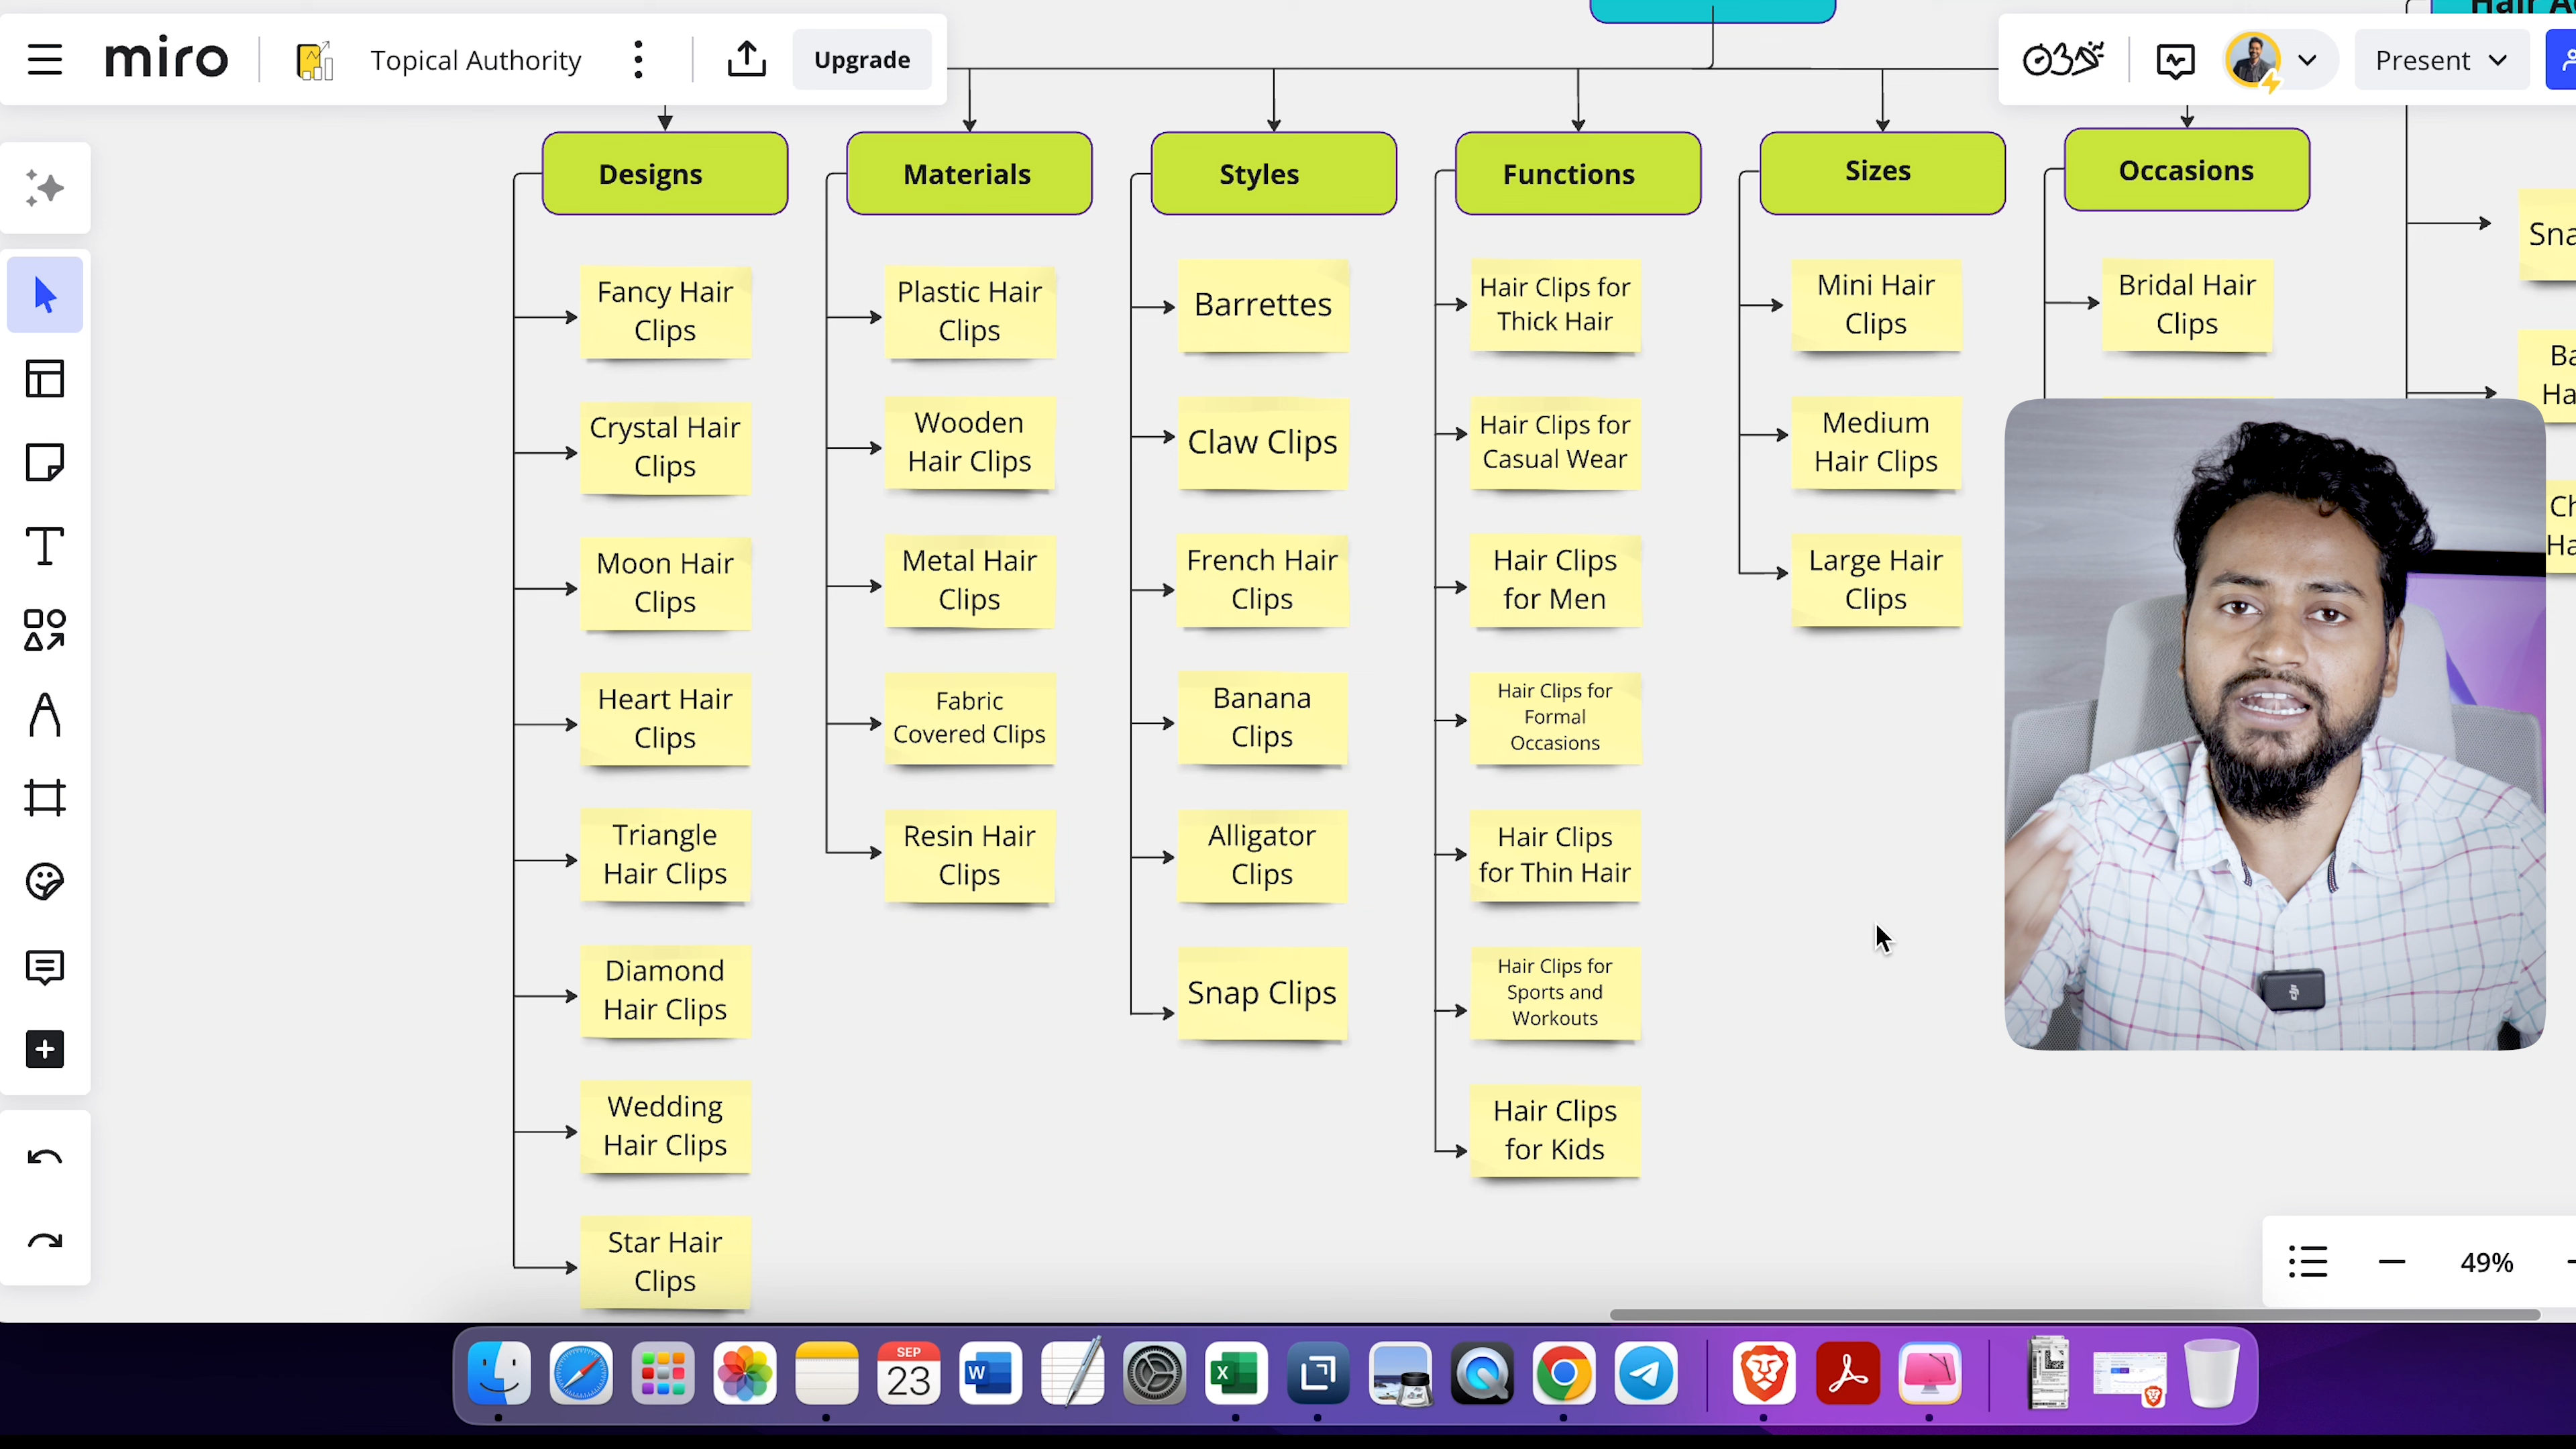 miro
Topical Authority
Upgrade
Present
Designs
Materials
Styles
Functions
Sizes
Occasions
Fancy Hair
Clips
Crystal Hair
Clips
Moon Hair
Clips
Heart Hair
Clips
Triangle
Hair Clips
Diamond
Hair Clips
Wedding
Hair Clips
Star Hair
Clips
Plastic Hair
Clips
Wooden
Hair Clips
Metal Hair
Clips
Fabric
Covered Clips
Resin Hair
Clips
Barrettes
Claw Clips
French Hair
Clips
Banana
Clips
Alligator
Clips
Snap Clips
Hair Clips for
Thick Hair
Hair Clips for
Casual Wear
Hair Clips
for Men
Hair Clips for
Formal
Occasions
Hair Clips
for Thin Hair
Hair Clips for
Sports and
Workouts
Hair Clips
for Kids
Mini Hair
Clips
Medium
Hair Clips
Large Hair
Clips
Bridal Hair
Clips
49%
SEP
23